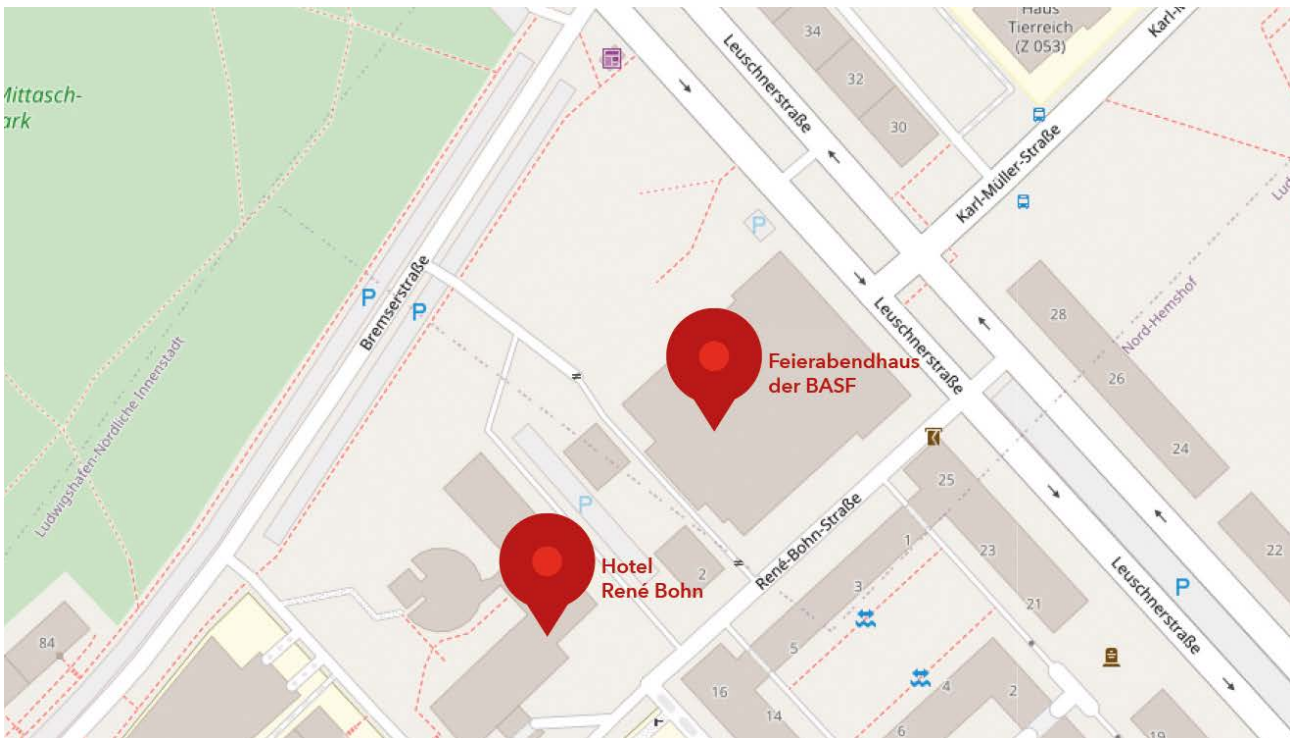 Mittasch-
ark
Haus
Tierreich
(Z 053)
34
32
30
Leuschnerstraße
Karl-M
Karl-Müller-Straße
Lud
Nord-Hemshof
Bremserstraße
P
P
P
Ludwigshafen-Nördliche Innenstadt
Leuschnerstraße
Feierabendhaus
der BASF
28
26
24
22
25
23
21
P
Hotel
René Bohn
2
René-Bohn-Straße
1
3
5
P
Leuschnerstraße
84
16
14
4
2
6
19